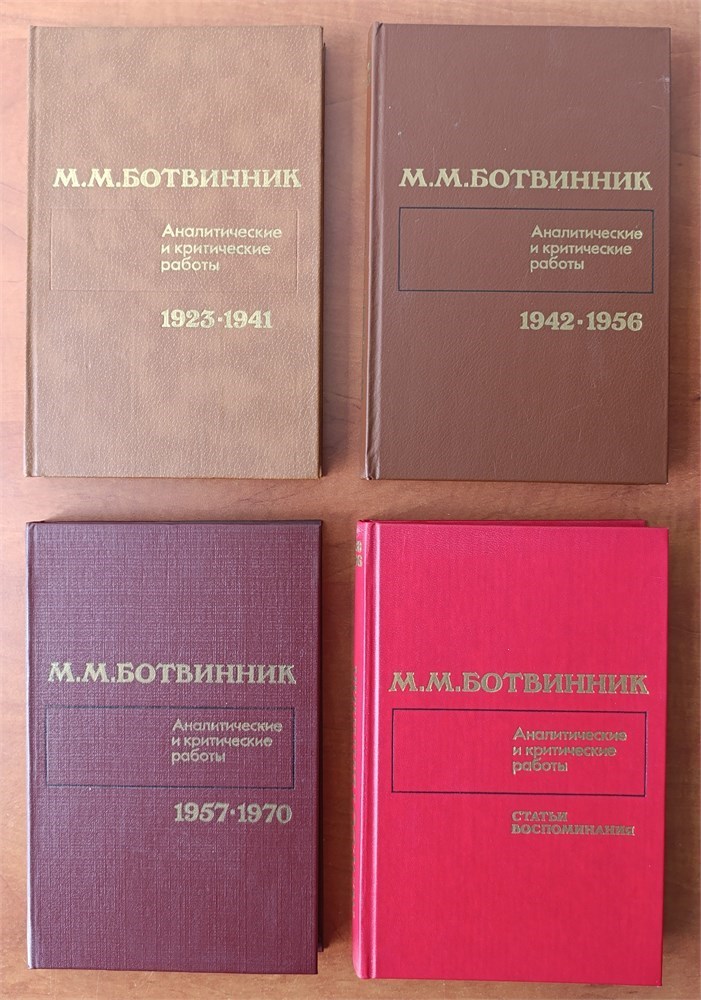 М.М.БОТВИННИК
Аналитические
и критические
работы
1923·1941
М.М.БОТВИННИК
Аналитические
и критические
работы
1942·1956
М.М.БОТВИННИК
Аналитические
и критические
работы
1957·1970
М.М.БОТВИННИК
Аналитические
и критические
работы
СТАТЬИ
ВОСПОМИНАНИЯ